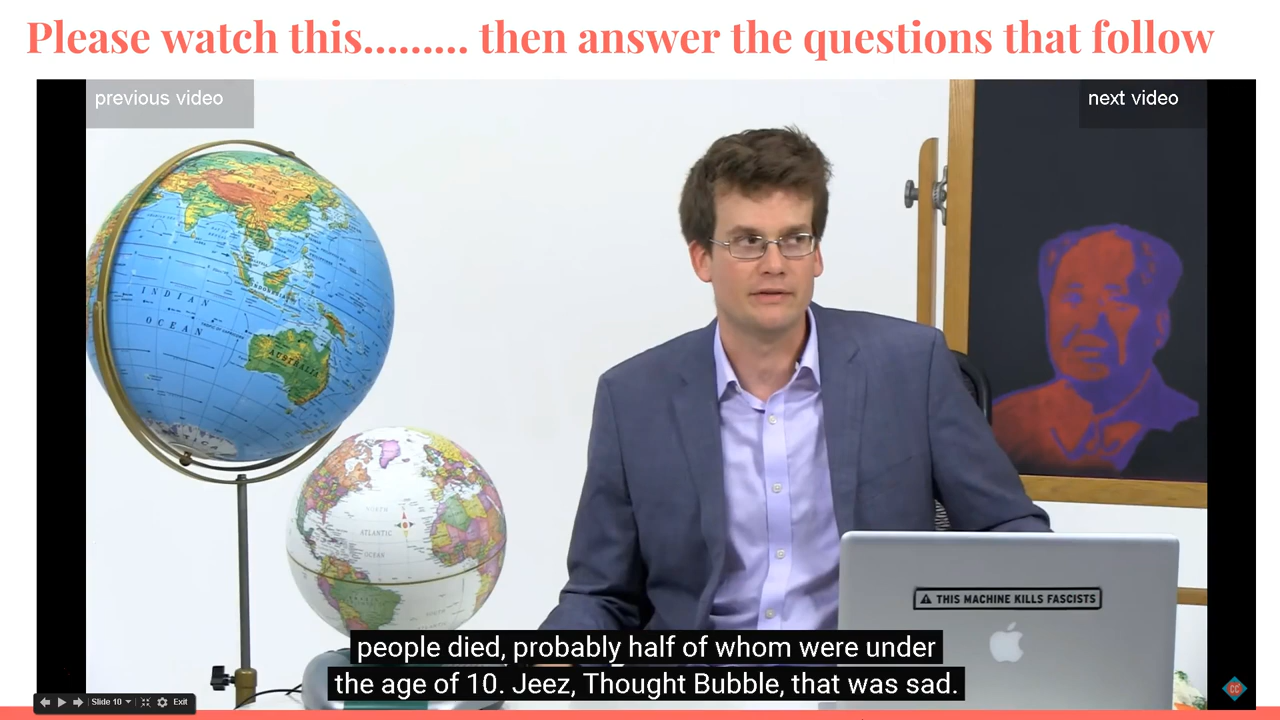 Please watch this......... then answer the questions that follow
previous video
next video
INDIAN
OCEAN
AUSTRALIA
NORTH
ATLANTIC
OCEAN
⚠ THIS MACHINE KILLS FASCISTS
people died, probably half of whom were under
the age of 10. Jeez, Thought Bubble, that was sad.
CC
Slide 10
Exit